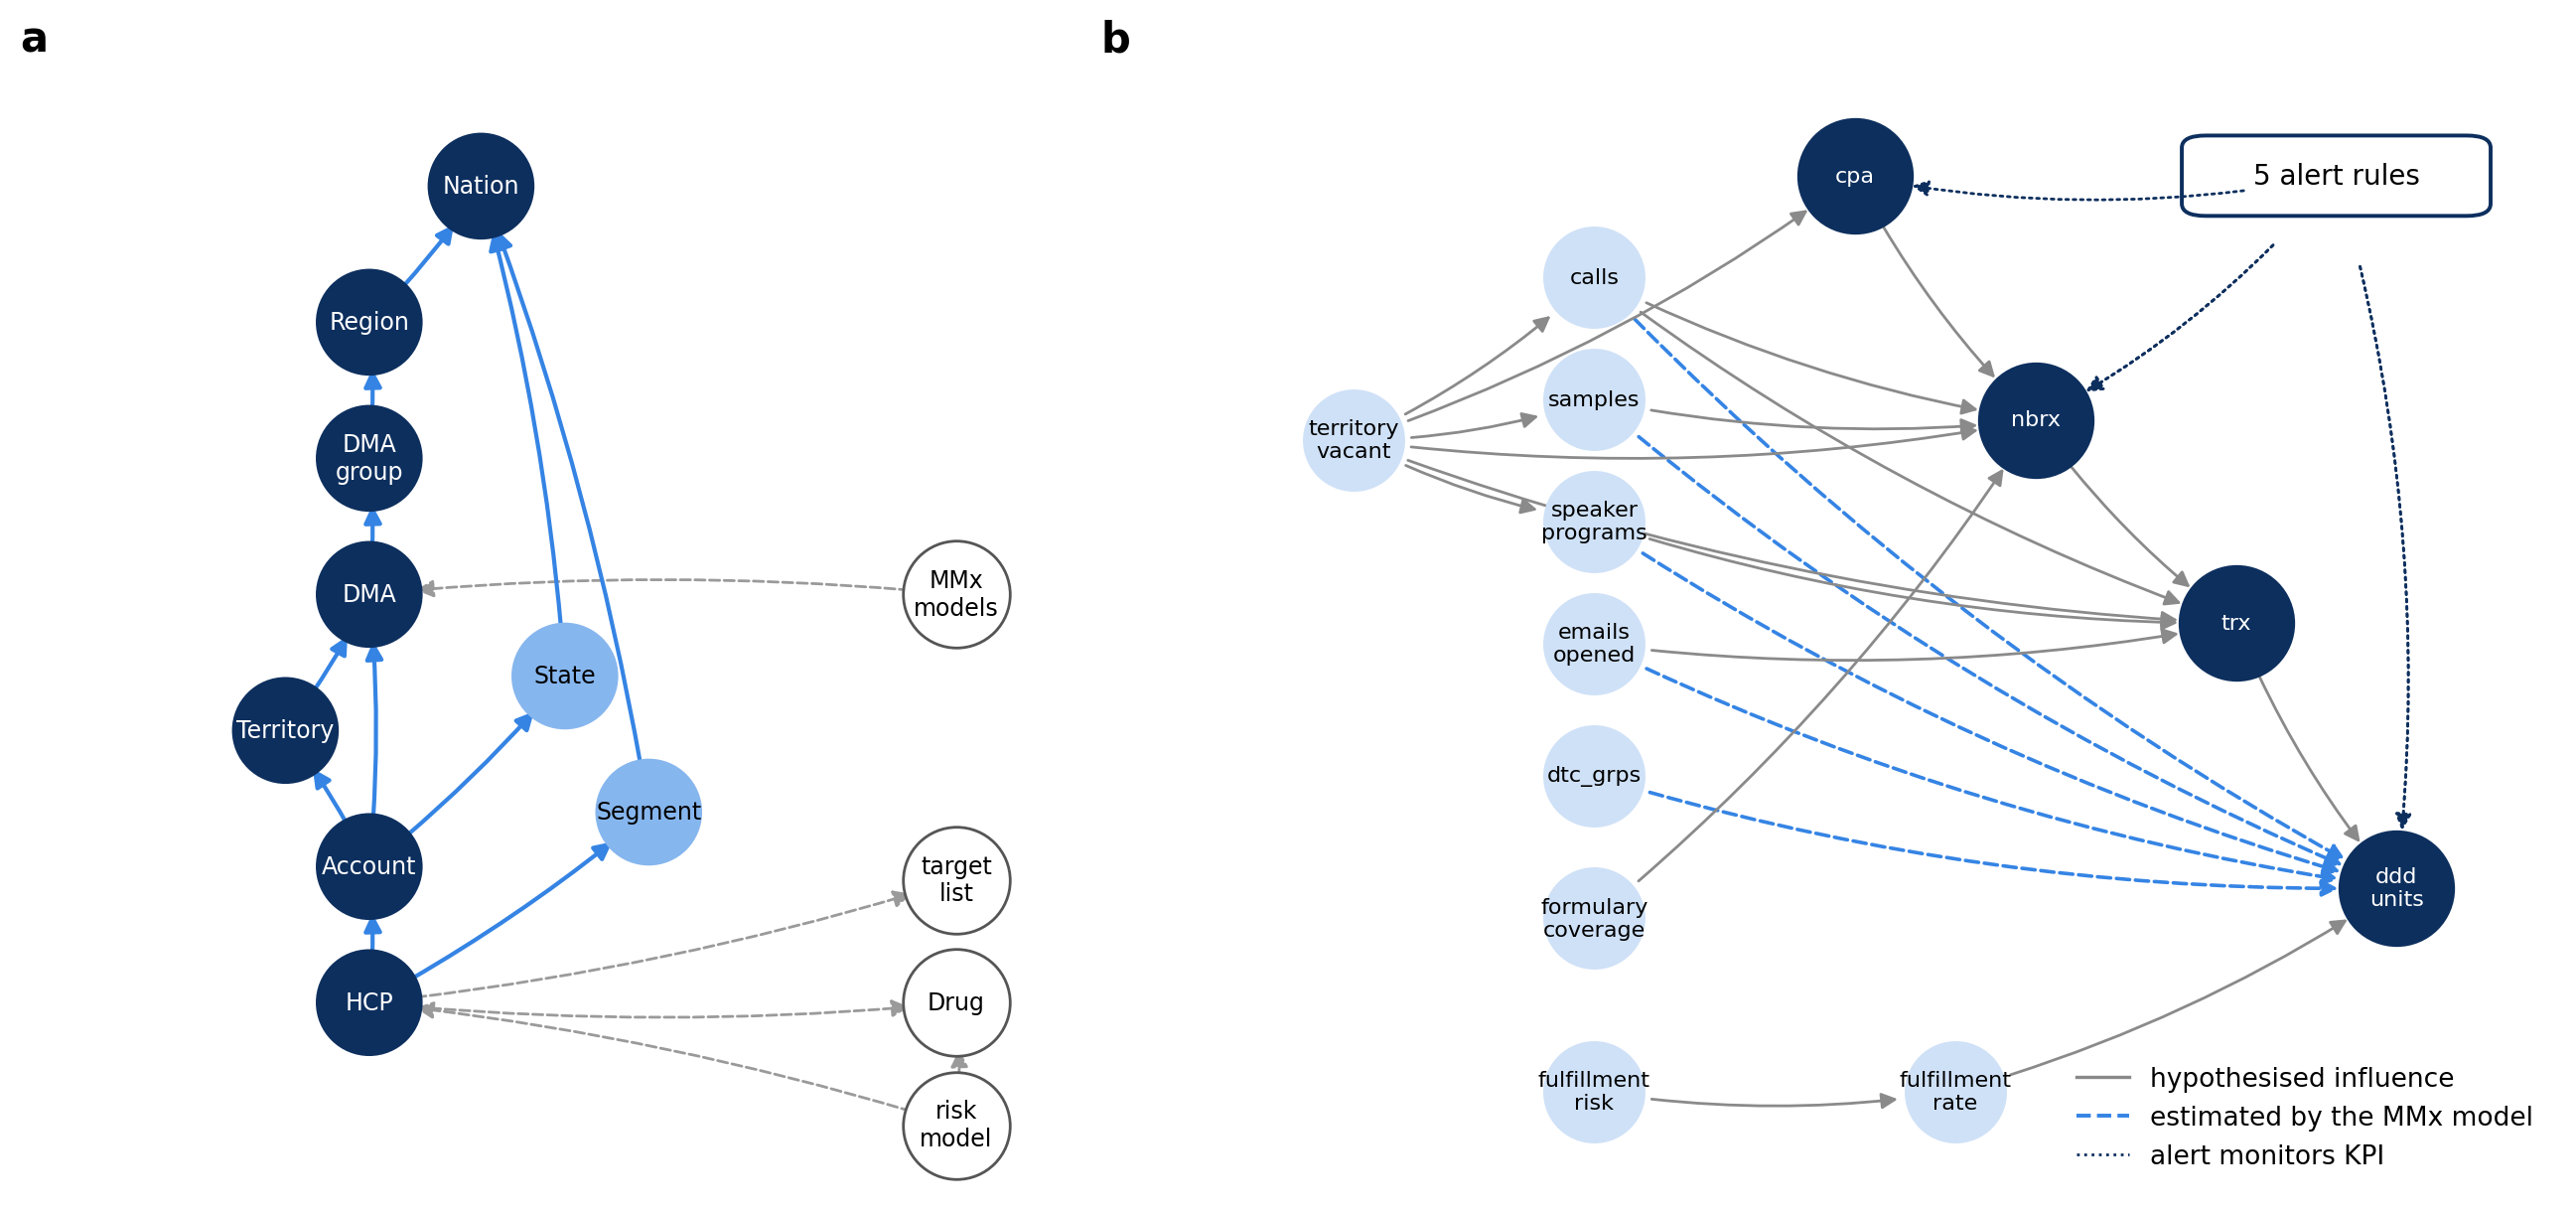 a
Nation
Region
DMA
group
DMA
MMx
models
State
Territory
Segment
Account
target
list
HCP
Drug
risk
model
b
cpa
5 alert rules
calls
samples
territory
vacant
nbrx
speaker
programs
emails
opened
trx
dtc_grps
ddd
units
formulary
coverage
fulfillment
risk
fulfillment
rate
hypothesised influence
estimated by the MMx model
alert monitors KPI